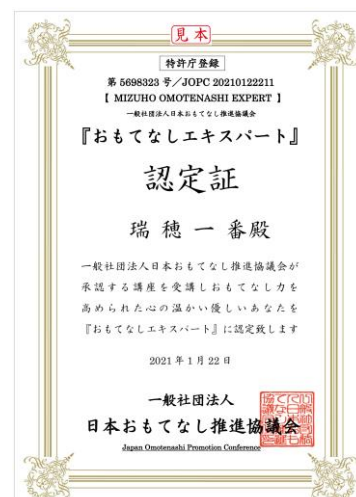 見本
特許庁登録
第 5698323 号／JOPC 20210122211
【 MIZUHO OMOTENASHI EXPERT 】
一般社団法人日本おもてなし推進協議会
『おもてなしエキスパート』
認定証
瑞穂一番殿
一般社団法人日本おもてなし推進協議会が
承認する講座を受講しおもてなし力を
高められた心の温かい優しいあなたを
『おもてなしエキスパート』に認定致します
2021 年 1 月 22 日
一般社団法人
日本おもてなし推進協議会
Japan Omotenashi Promotion Conference